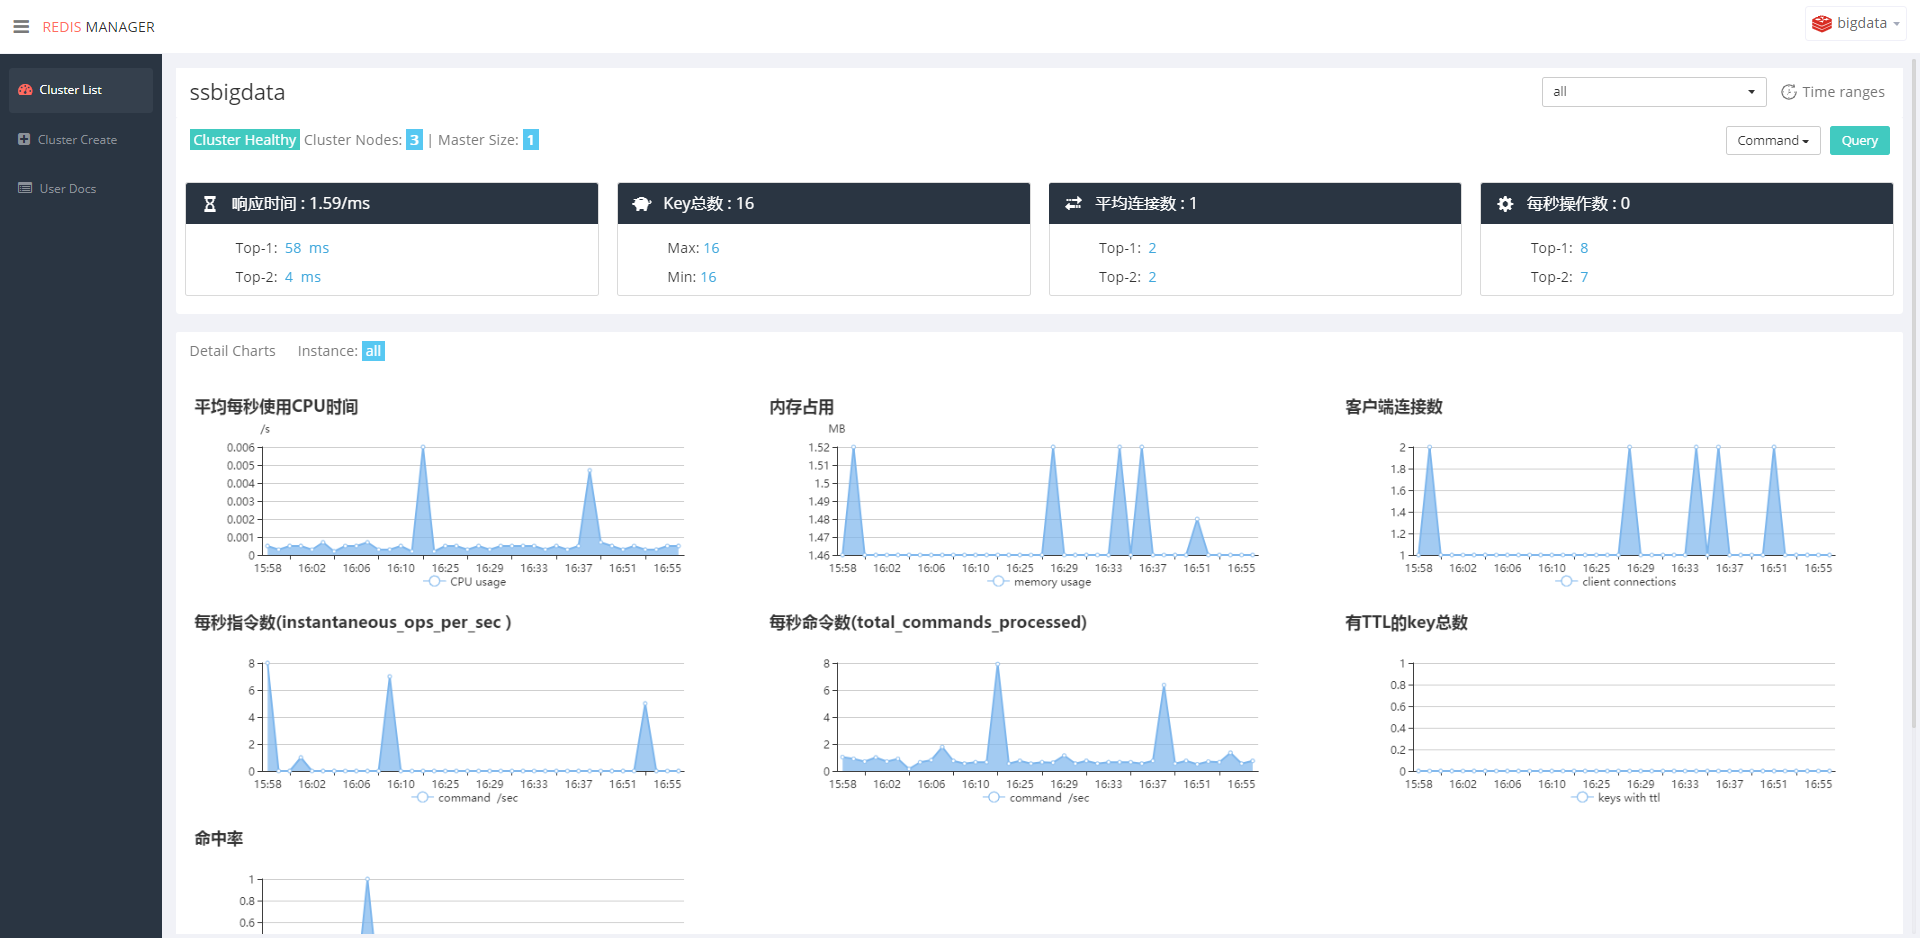 REDIS MANAGER
bigdata
Cluster List
Cluster Create
User Docs
ssbigdata
all
Time ranges
Cluster Healthy Cluster Nodes: 3 | Master Size: 1
Command
Query
响应时间 : 1.59/ms
Top-1: 58 ms
Top-2: 4 ms
Key总数 : 16
Max: 16
Min: 16
平均连接数 : 1
Top-1: 2
Top-2: 2
每秒操作数 : 0
Top-1: 8
Top-2: 7
Detail Charts Instance: all
平均每秒使用CPU时间
/s
0.006
0.005
0.004
0.003
0.002
0.001
0
15:58 16:02 16:06 16:10 16:25 16:29 16:33 16:37 16:51 16:55
CPU usage
内存占用
MB
1.52
1.51
1.5
1.49
1.48
1.47
1.46
15:58 16:02 16:06 16:10 16:25 16:29 16:33 16:37 16:51 16:55
memory usage
客户端连接数
2
1.8
1.6
1.4
1.2
1
15:58 16:02 16:06 16:10 16:25 16:29 16:33 16:37 16:51 16:55
client connections
每秒指令数(instantaneous_ops_per_sec )
8
6
4
2
0
15:58 16:02 16:06 16:10 16:25 16:29 16:33 16:37 16:51 16:55
command /sec
每秒命令数(total_commands_processed)
8
6
4
2
0
15:58 16:02 16:06 16:10 16:25 16:29 16:33 16:37 16:51 16:55
command /sec
有TTL的key总数
1
0.8
0.6
0.4
0.2
0
15:58 16:02 16:06 16:10 16:25 16:29 16:33 16:37 16:51 16:55
keys with ttl
命中率
1
0.8
0.6